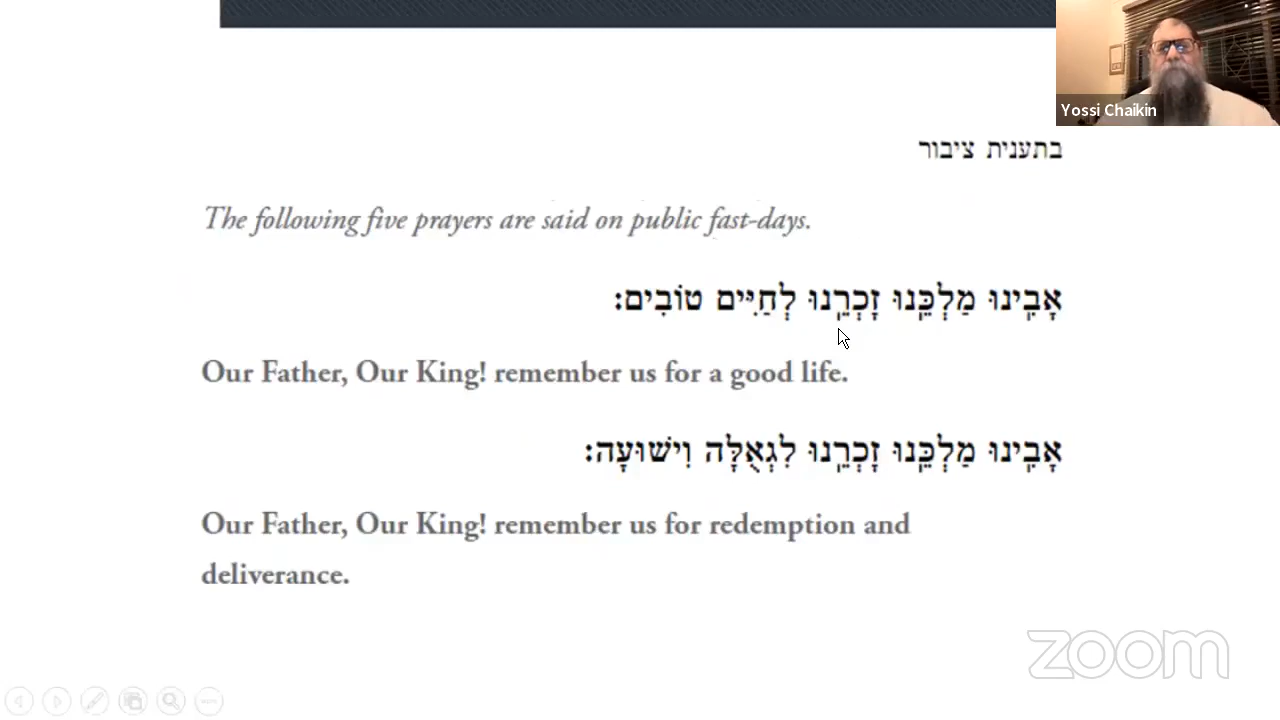 Yossi Chaikin
בתענית ציבור
The following five prayers are said on public fast-days.
אָבִֽינוּ מַלְכֵּֽנוּ זָכְרֵֽנוּ לְחַיִּים טוֹבִים:
Our Father, Our King! remember us for a good life.
אָבִֽינוּ מַלְכֵּֽנוּ זָכְרֵֽנוּ לִגְאֻלָּה וִישׁוּעָה:
Our Father, Our King! remember us for redemption and
deliverance.
zoom